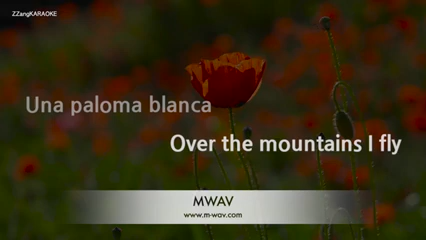 ZZangKARAOKE
Una paloma blanca
Over the mountains I fly
MWAV
www.m-wav.com